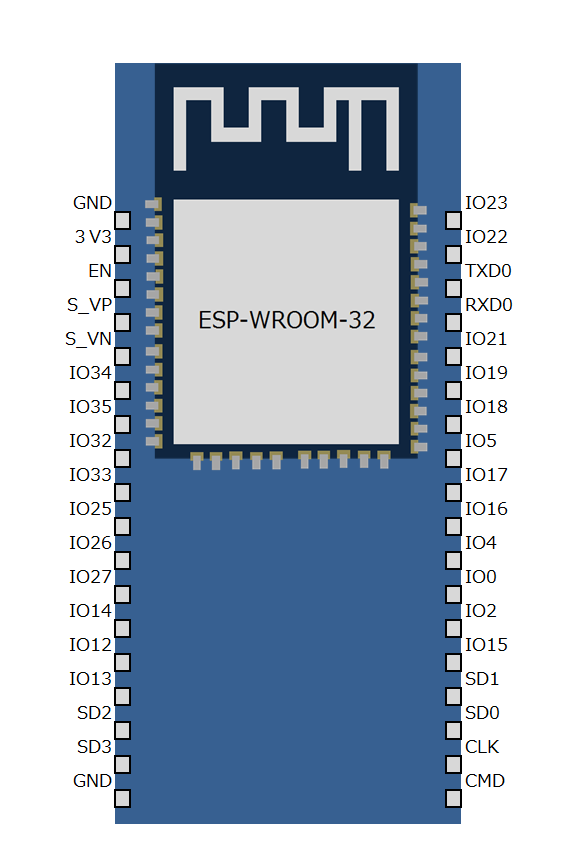 GND
3V3
EN
S_VP
S_VN
IO34
IO35
IO32
IO33
IO25
IO26
IO27
IO14
IO12
IO13
SD2
SD3
GND
ESP-WROOM-32
IO23
IO22
TXD0
RXD0
IO21
IO19
IO18
IO5
IO17
IO16
IO4
IO0
IO2
IO15
SD1
SD0
CLK
CMD